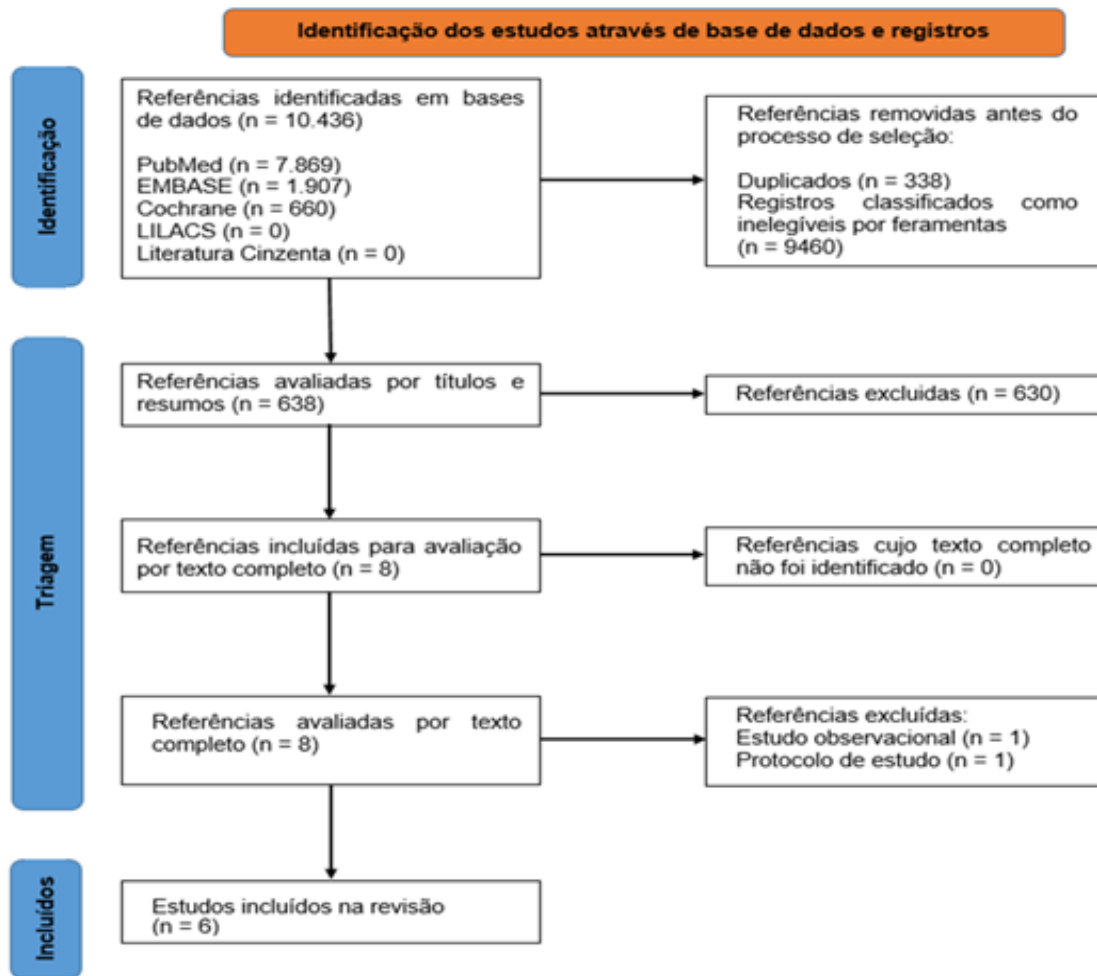 Identificação dos estudos através de base de dados e registros
Identificação
Referências identificadas em bases
de dados (n = 10.436)
PubMed (n = 7.869)
EMBASE (n = 1.907)
Cochrane (n = 660)
LILACS (n = 0)
Literatura Cinzenta (n = 0)
Referências removidas antes do
processo de seleção:
Duplicados (n = 338)
Registros classificados como
inelegíveis por feramentas
(n = 9460)
Triagem
Referências avaliadas por títulos e
resumos (n = 638)
Referências excluidas (n = 630)
Referências incluídas para avaliação
por texto completo (n = 8)
Referências cujo texto completo
não foi identificado (n = 0)
Referências avaliadas por texto
completo (n = 8)
Referências excluídas:
Estudo observacional (n = 1)
Protocolo de estudo (n = 1)
Incluídos
Estudos incluídos na revisão
(n = 6)